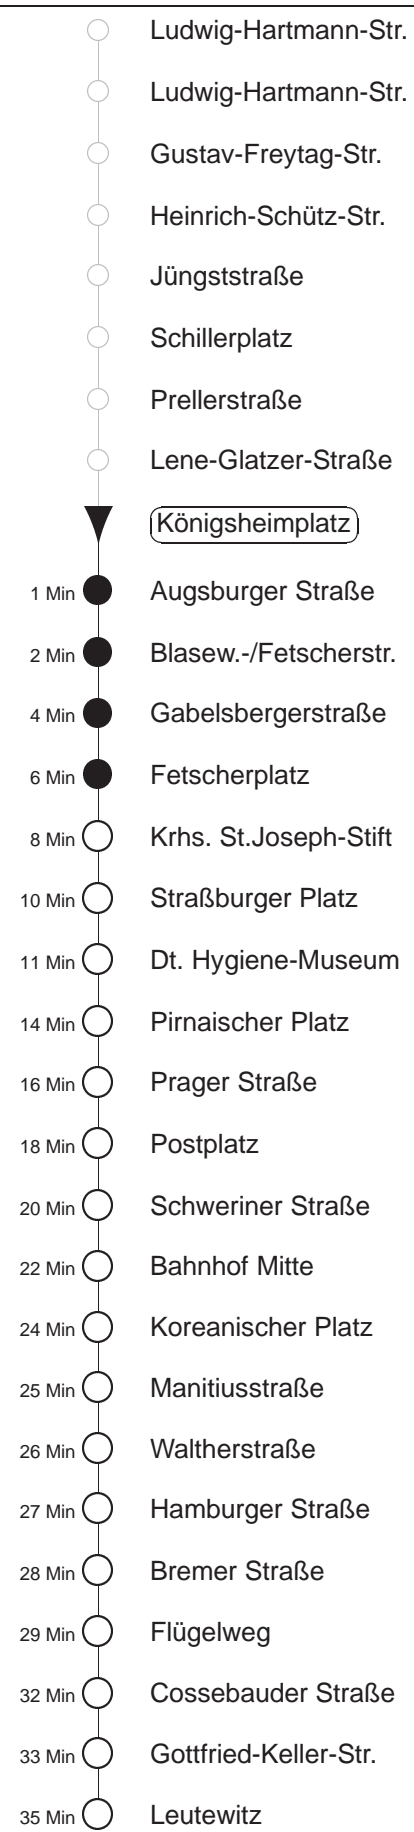 Ludwig-Hartmann-Str.
Ludwig-Hartmann-Str.
Gustav-Freytag-Str.
Heinrich-Schütz-Str.
Jüngststraße
Schillerplatz
Prellerstraße
Lene-Glatzer-Straße
Königsheimplatz
1 Min Augsburger Straße
2 Min Blasew.-/Fetscherstr.
4 Min Gabelsbergerstraße
6 Min Fetscherplatz
8 Min Krhs. St.Joseph-Stift
10 Min Straßburger Platz
11 Min Dt. Hygiene-Museum
14 Min Pirnaischer Platz
16 Min Prager Straße
18 Min Postplatz
20 Min Schweriner Straße
22 Min Bahnhof Mitte
24 Min Koreanischer Platz
25 Min Manitiusstraße
26 Min Waltherstraße
27 Min Hamburger Straße
28 Min Bremer Straße
29 Min Flügelweg
32 Min Cossebauder Straße
33 Min Gottfried-Keller-Str.
35 Min Leutewitz